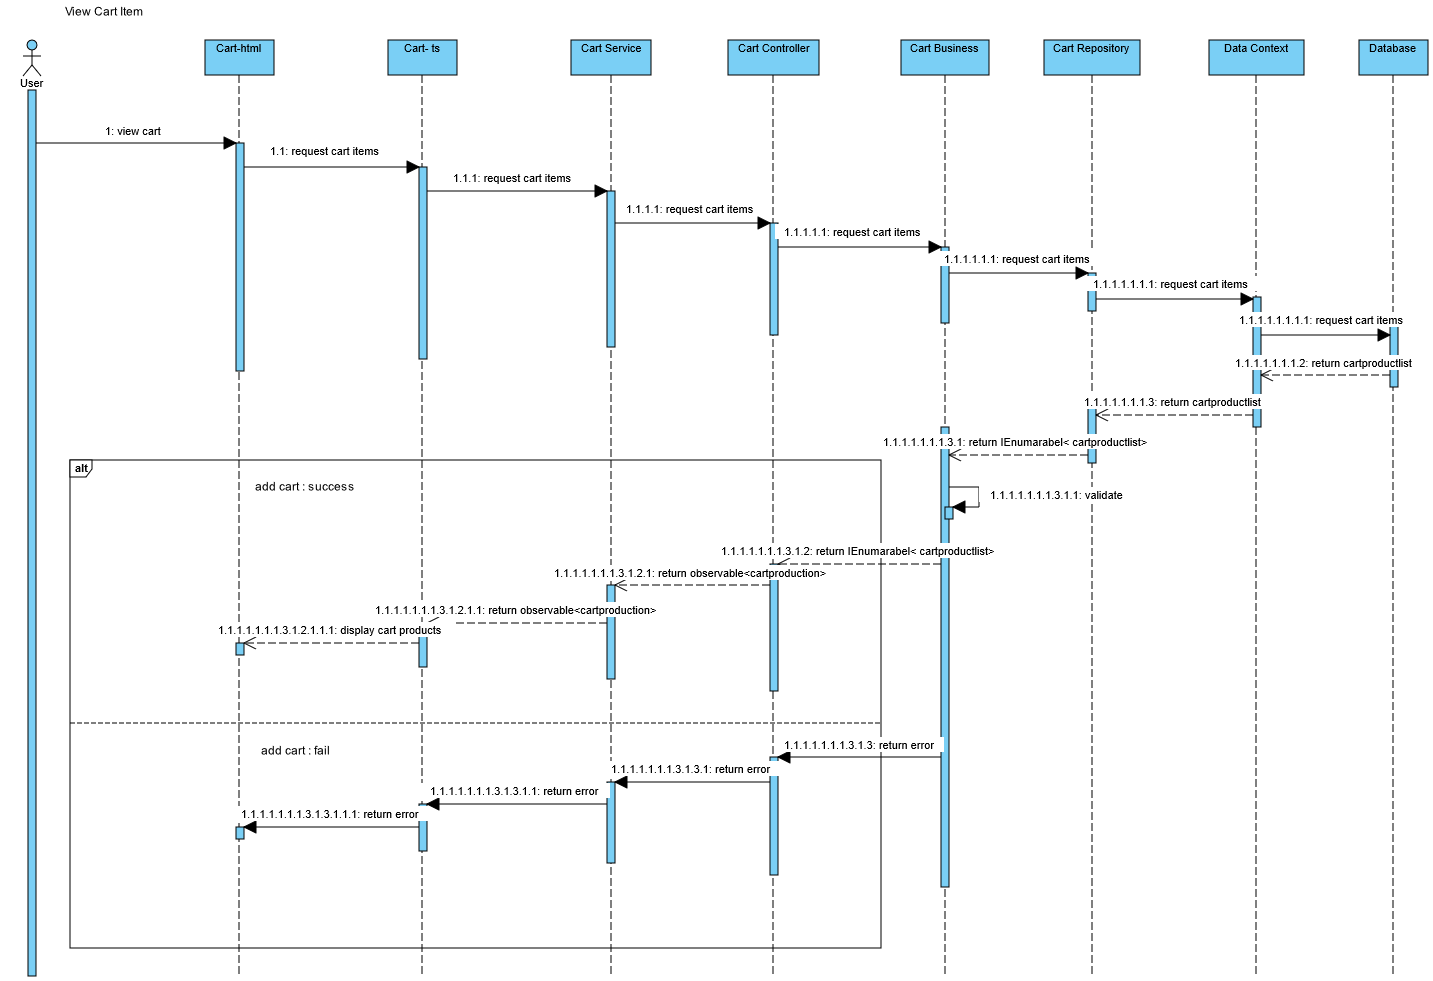 View Cart Item
User
Cart-html
Cart- ts
Cart Service
Cart Controller
Cart Business
Cart Repository
Data Context
Database
1: view cart
1.1: request cart items
1.1.1: request cart items
1.1.1.1: request cart items
1.1.1.1.1: request cart items
1.1.1.1.1.1: request cart items
1.1.1.1.1.1.1: request cart items
1.1.1.1.1.1.1.1: request cart items
1.1.1.1.1.1.1.2: return cartproductlist
1.1.1.1.1.1.1.3: return cartproductlist
1.1.1.1.1.1.1.3.1: return IEnumarabel< cartproductlist>
alt
add cart : success
1.1.1.1.1.1.1.3.1.1: validate
1.1.1.1.1.1.1.3.1.2: return IEnumarabel< cartproductlist>
1.1.1.1.1.1.1.3.1.2.1: return observable<cartproduction>
1.1.1.1.1.1.1.3.1.2.1.1: return observable<cartproduction>
1.1.1.1.1.1.1.3.1.2.1.1.1: display cart products
add cart : fail
1.1.1.1.1.1.1.3.1.3: return error
1.1.1.1.1.1.1.3.1.3.1: return error
1.1.1.1.1.1.1.3.1.3.1.1: return error
1.1.1.1.1.1.1.3.1.3.1.1.1: return error